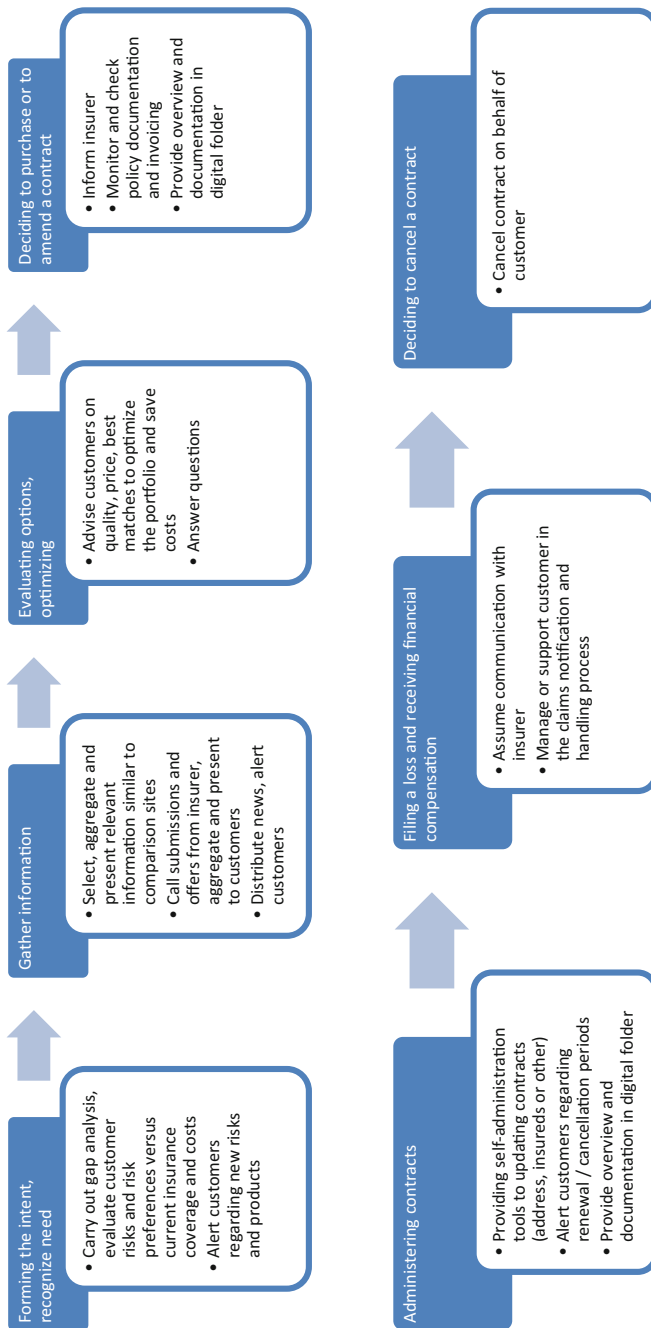 Forming the intent,
recognize need
• Carry out gap analysis,
evaluate customer
risks and risk
preferences versus
current insurance
coverage and costs
• Alert customers
regarding new risks
and products
Gather information
• Select, aggregate and
present relevant
information similar to
comparison sites
• Call submissions and
offers from insurer,
aggregate and present
to customers
• Distribute news, alert
customers
Evaluating options,
optimizing
• Advise customers on
quality, price, best
matches to optimize
the portfolio and save
costs
• Answer questions
Deciding to purchase or to
amend a contract
• Inform insurer
• Monitor and check
policy documentation
and invoicing
• Provide overview and
documentation in
digital folder
Administering contracts
• Providing self-administration
tools to updating contracts
(address, insureds or other)
• Alert customers regarding
renewal / cancellation periods
• Provide overview and
documentation in digital folder
Filing a loss and receiving financial
compensation
• Assume communication with
insurer
• Manage or support customer in
the claims notification and
handling process
Deciding to cancel a contract
• Cancel contract on behalf of
customer